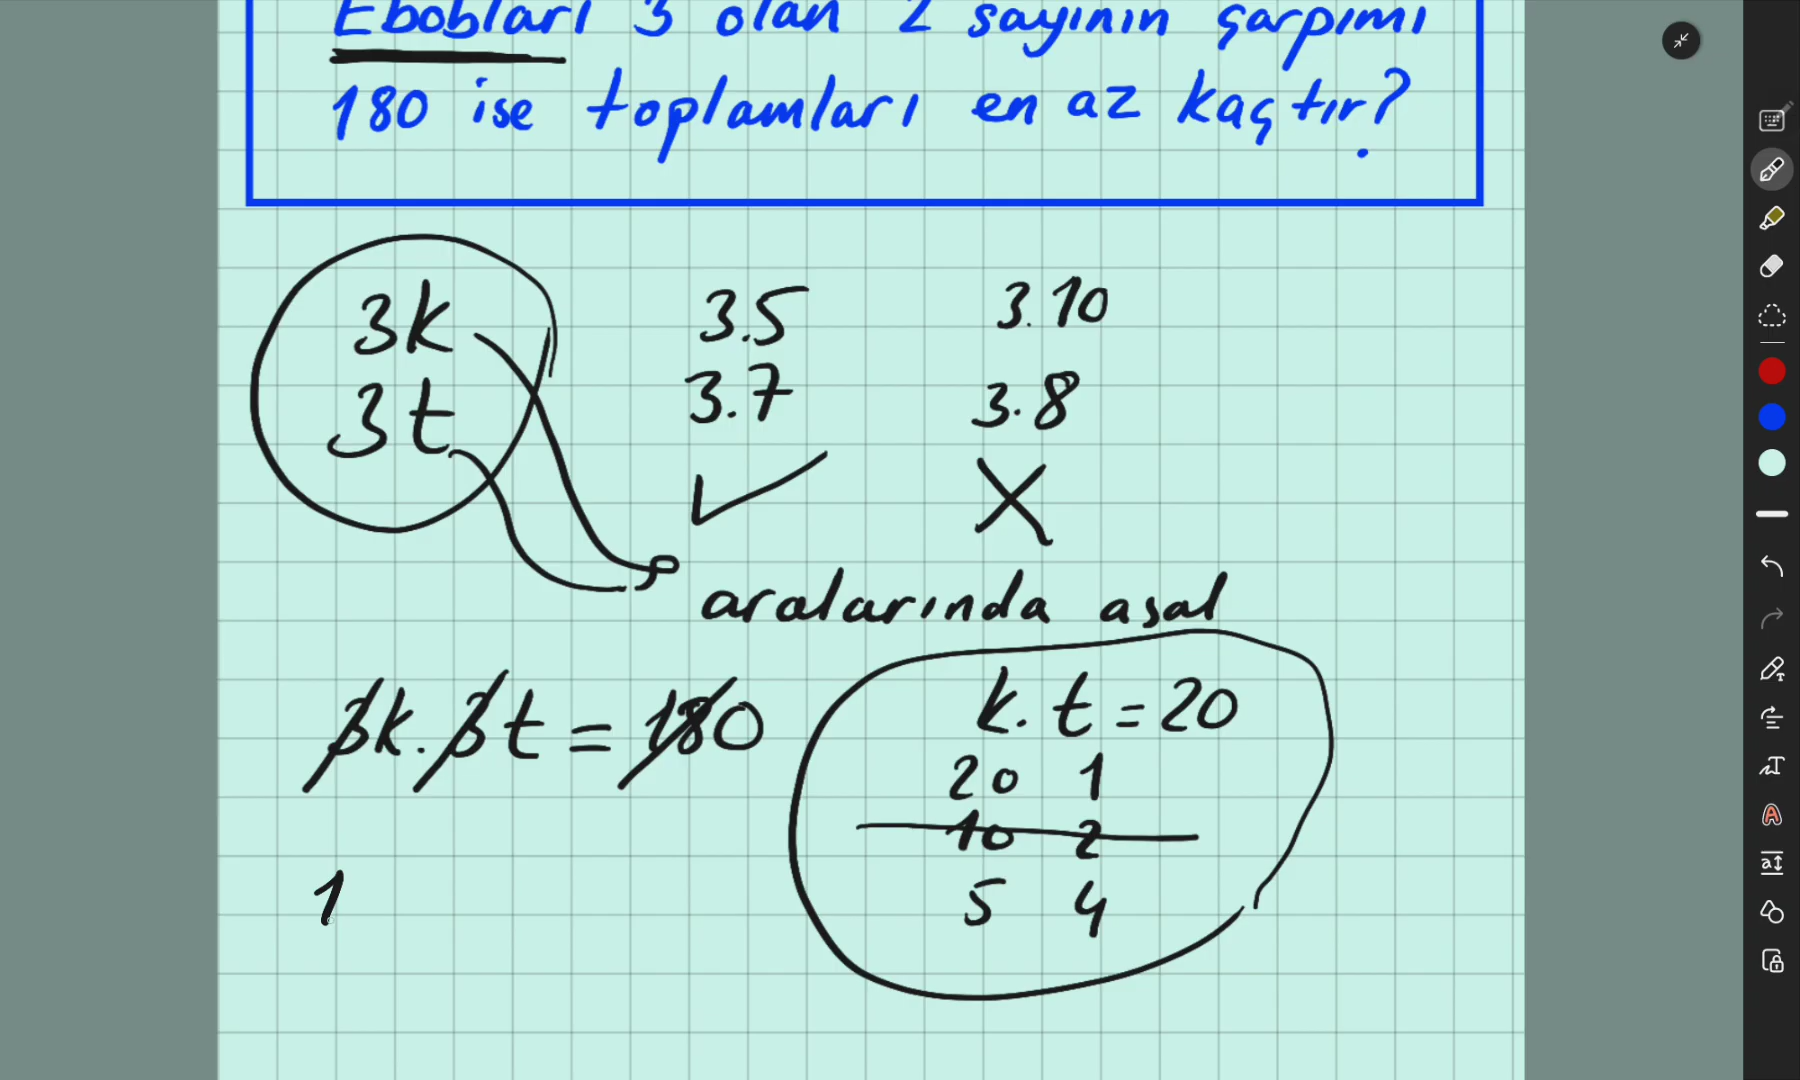 Ebobları 3 olan 2 sayının çarpımı
180 ise toplamları en az kaçtır?
3k 3.5 3.10
3t 3.7 3.8
aralarında asal
3k.3t = 180
k.t = 20
20 1
10 2
5 4
1